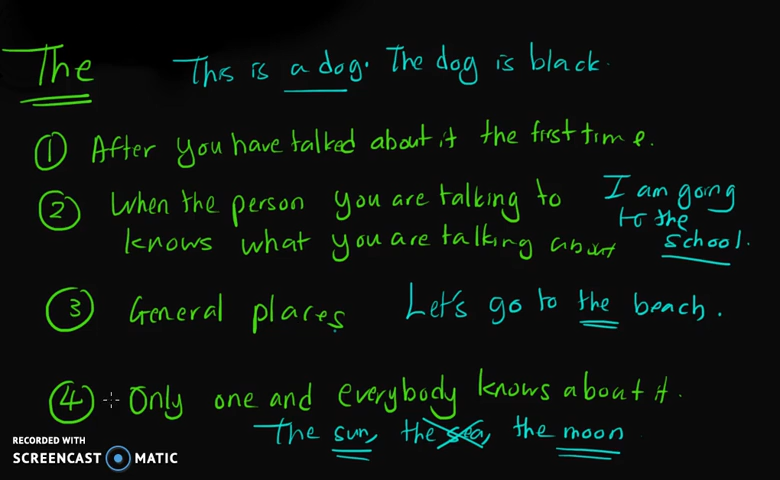 The
This is a dog. The dog is black.
1 After you have talked about it the first time.
2 When the person you are talking to
knows what you are talking about
I am going
to the
school.
3 General places Let's go to the beach.
4 Only one and everybody knows about it.
The sun, the sea, the moon
RECORDED WITH
SCREENCAST MATIC